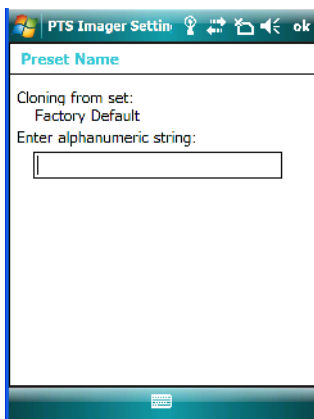 PTS Imager Settin ok
Preset Name
Cloning from set:
Factory Default
Enter alphanumeric string: